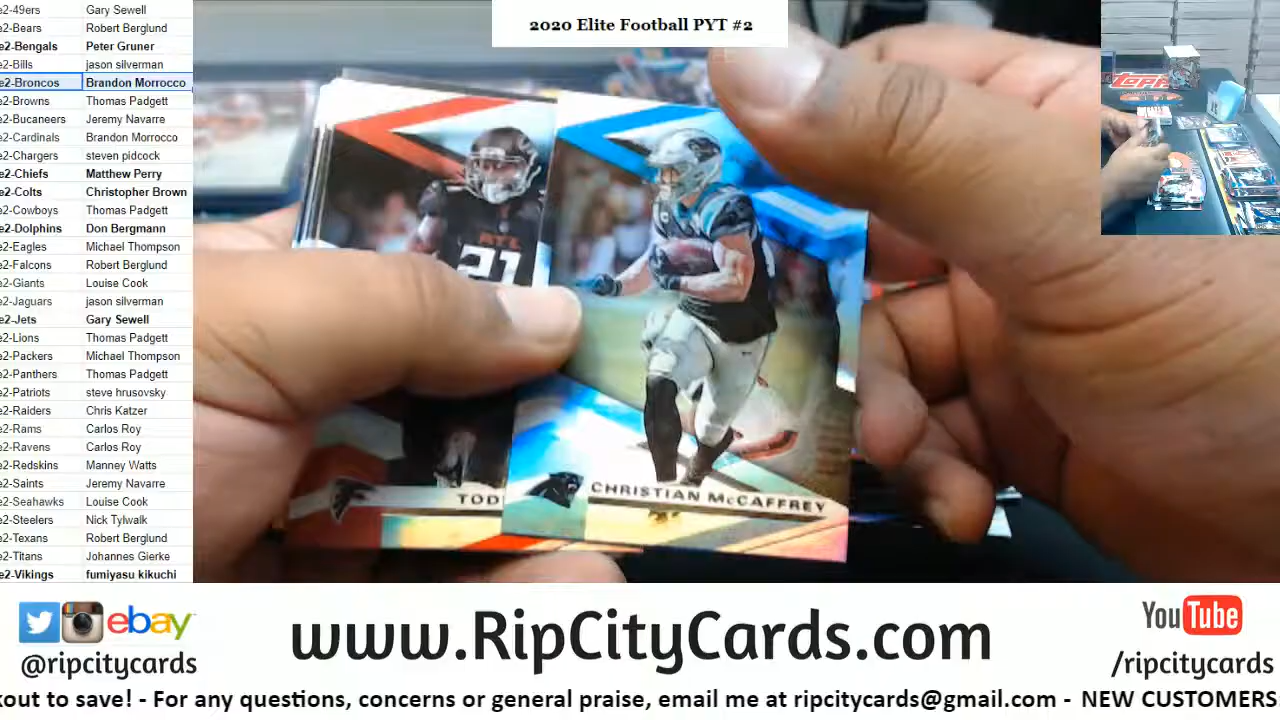 2020 Elite Football PYT #2
e2-49ers Gary Sewell
e2-Bears Robert Berglund
e2-Bengals Peter Gruner
e2-Bills jason silverman
e2-Broncos Brandon Morrocco
e2-Browns Thomas Padgett
e2-Bucaneers Jeremy Navarre
e2-Cardinals Brandon Morrocco
e2-Chargers steven pidcock
e2-Chiefs Matthew Perry
e2-Colts Christopher Brown
e2-Cowboys Thomas Padgett
e2-Dolphins Don Bergmann
e2-Eagles Michael Thompson
e2-Falcons Robert Berglund
e2-Giants Louise Cook
e2-Jaguars jason silverman
e2-Jets Gary Sewell
e2-Lions Thomas Padgett
e2-Packers Michael Thompson
e2-Panthers Thomas Padgett
e2-Patriots steve hrusovsky
e2-Raiders Chris Katzer
e2-Rams Carlos Roy
e2-Ravens Carlos Roy
e2-Redskins Manney Watts
e2-Saints Jeremy Navarre
e2-Seahawks Louise Cook
e2-Steelers Nick Tylwalk
e2-Texans Robert Berglund
e2-Titans Johannes Gierke
e2-Vikings fumiyasu kikuchi
ATL
21
TOD
CHRISTIAN McCAFFREY
TOPPS
ebay
@ripcitycards
www.RipCityCards.com
YouTube
/ripcitycards
kout to save! - For any questions, concerns or general praise, email me at ripcitycards@gmail.com - NEW CUSTOMERS